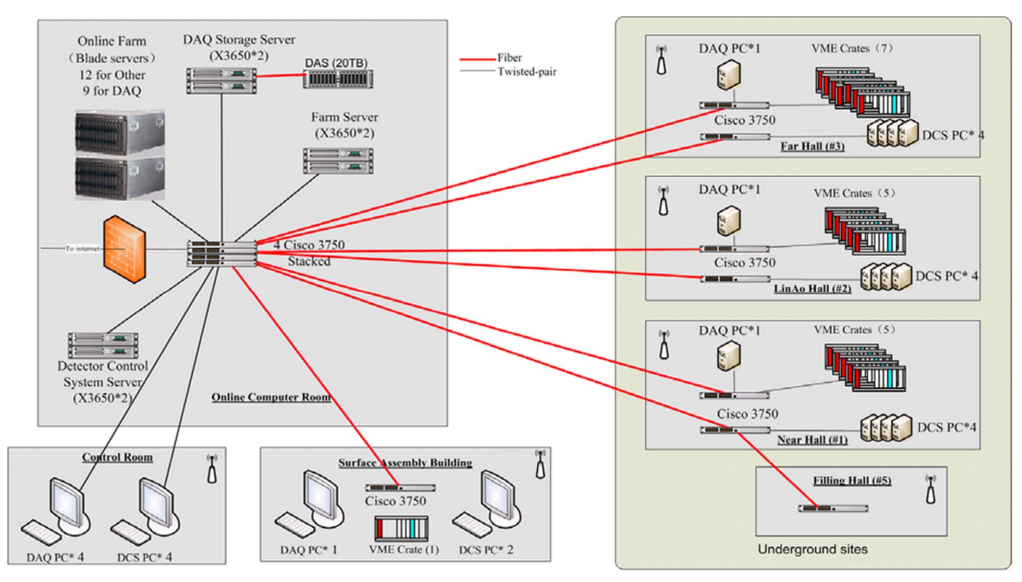 Online Farm
（Blade servers）
12 for Other
9 for DAQ
DAQ Storage Server
(X3650*2)
DAS (20TB)
Farm Server
(X3650*2)
Fiber
Twisted-pair
To internet
4 Cisco 3750
Stacked
Detector Control
System Server
(X3650*2)
Online Computer Room
Control Room
DAQ PC* 4
DCS PC* 4
Surface Assembly Building
Cisco 3750
DAQ PC* 1
VME Crate (1)
DCS PC* 2
DAQ PC*1
VME Crates（7）
Cisco 3750
DCS PC* 4
Far Hall (#3)
DAQ PC*1
VME Crates（5）
Cisco 3750
DCS PC* 4
LinAo Hall (#2)
DAQ PC*1
VME Crates（5）
Cisco 3750
DCS PC*4
Near Hall (#1)
Filling Hall (#5)
Underground sites